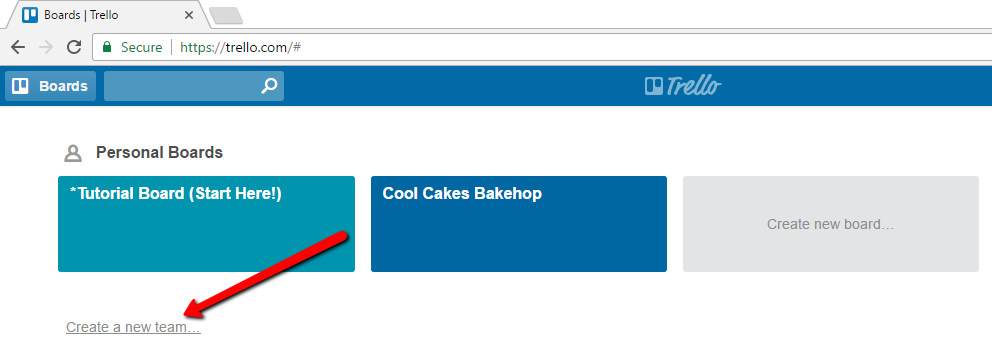 Boards | Trello
Secure https://trello.com/#
Boards Trello
Personal Boards
*Tutorial Board (Start Here!) Cool Cakes Bakehop Create new board…
Create a new team…